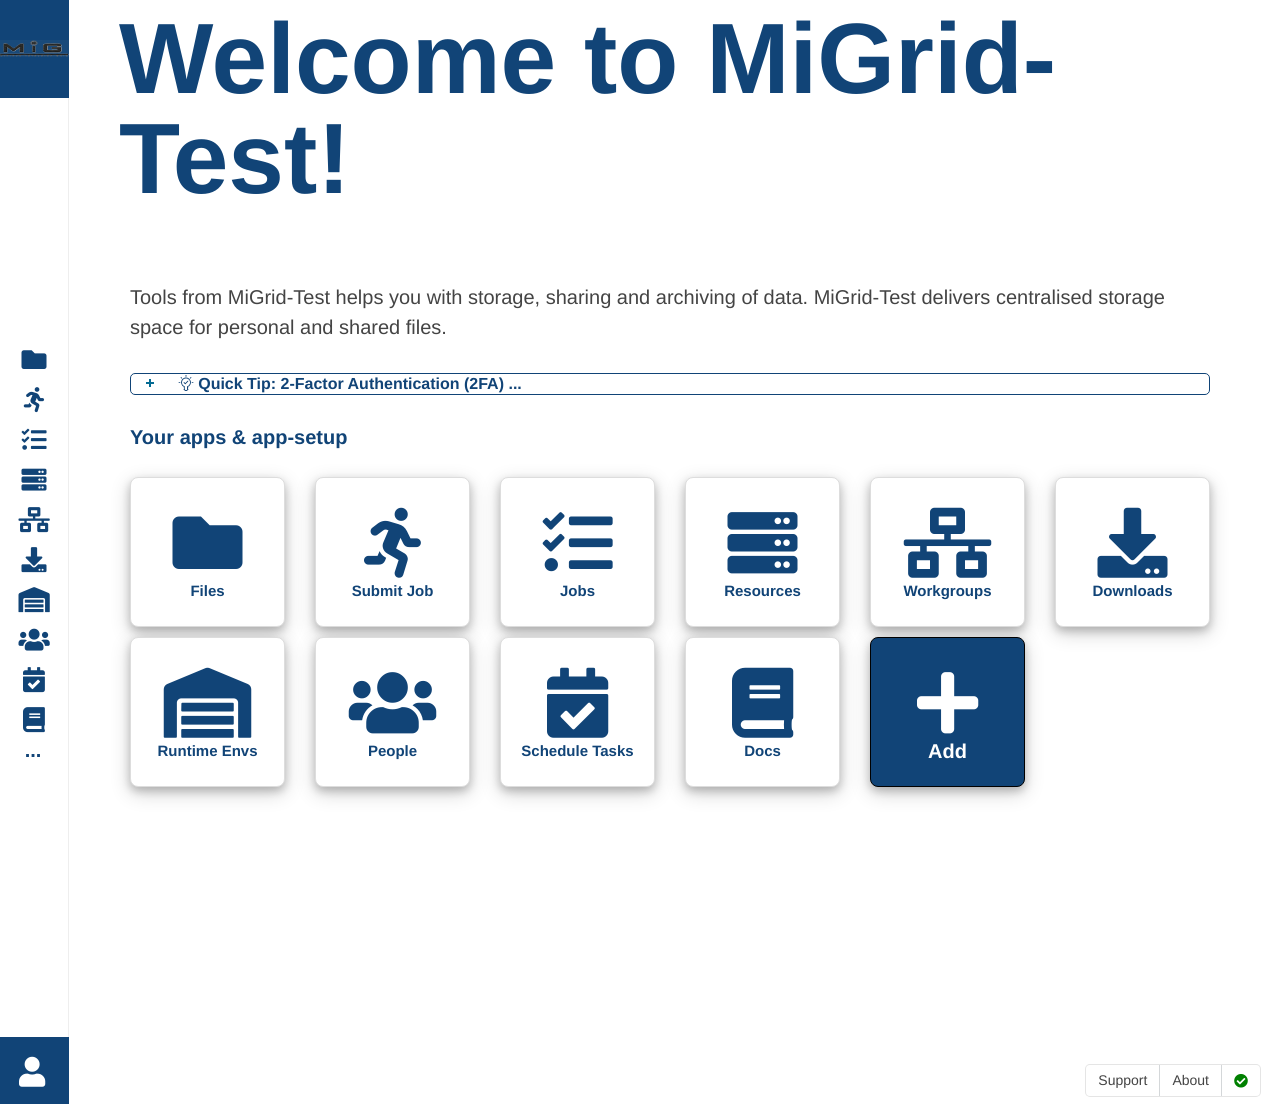 MiG
Welcome to MiGrid-
Test!
Tools from MiGrid-Test helps you with storage, sharing and archiving of data. MiGrid-Test delivers centralised storage
space for personal and shared files.
+ Quick Tip: 2-Factor Authentication (2FA) ...
Your apps & app-setup
Files
Submit Job
Jobs
Resources
Workgroups
Downloads
Runtime Envs
People
Schedule Tasks
Docs
Add
...
Support
About